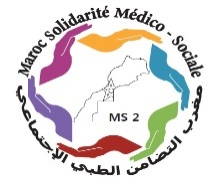 Maroc Solidarité Médico - Sociale
MS 2
مغرب التضامن الطبي الإجتماعي